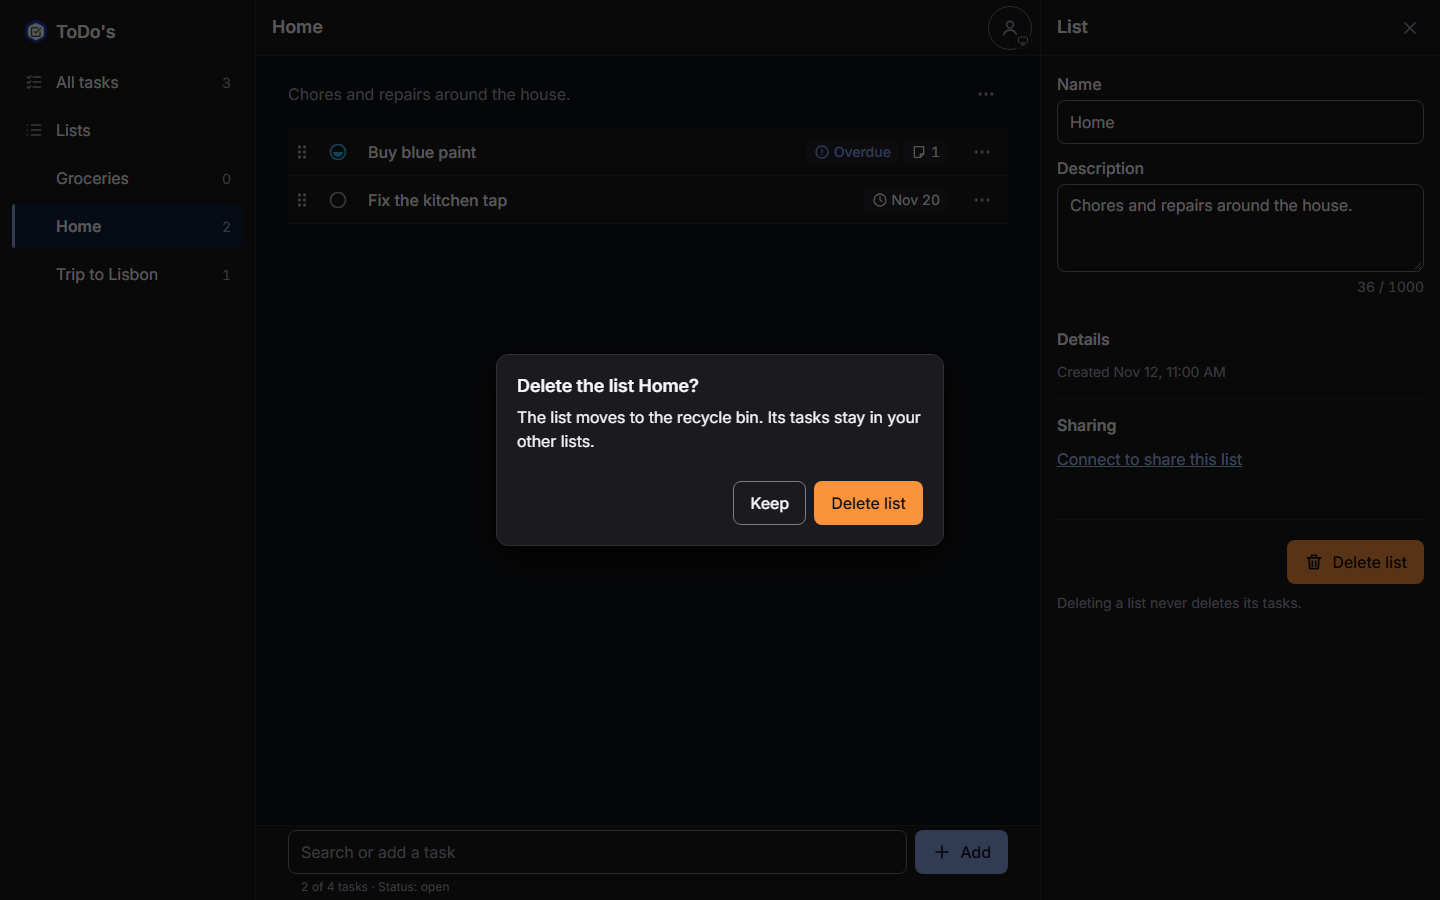 ToDo's
All tasks 3
Lists
Groceries 0
Home 2
Trip to Lisbon 1
Home
Chores and repairs around the house.
Buy blue paint Overdue 1
Fix the kitchen tap Nov 20
Delete the list Home?
The list moves to the recycle bin. Its tasks stay in your
other lists.
Keep Delete list
Search or add a task + Add
2 of 4 tasks · Status: open
List
Name
Home
Description
Chores and repairs around the house.
36 / 1000
Details
Created Nov 12, 11:00 AM
Sharing
Connect to share this list
Delete list
Deleting a list never deletes its tasks.